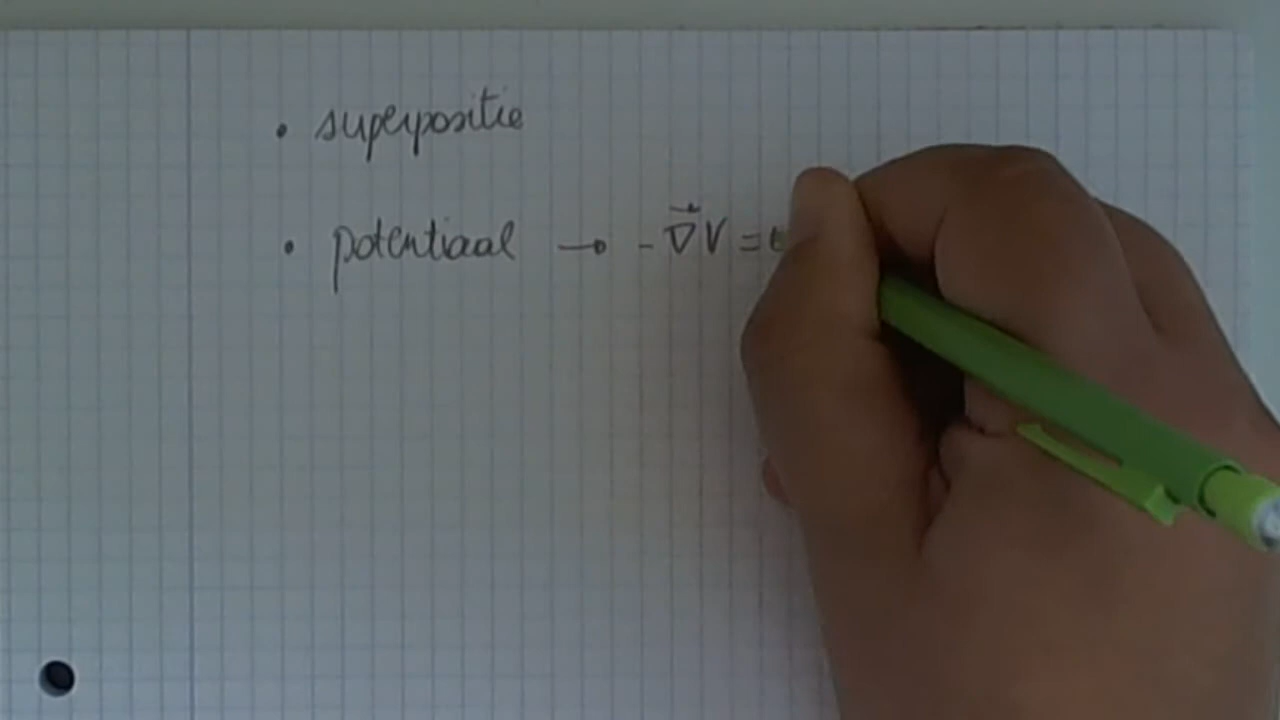 • superpositie
• potentiaal → - ∇⃗V =